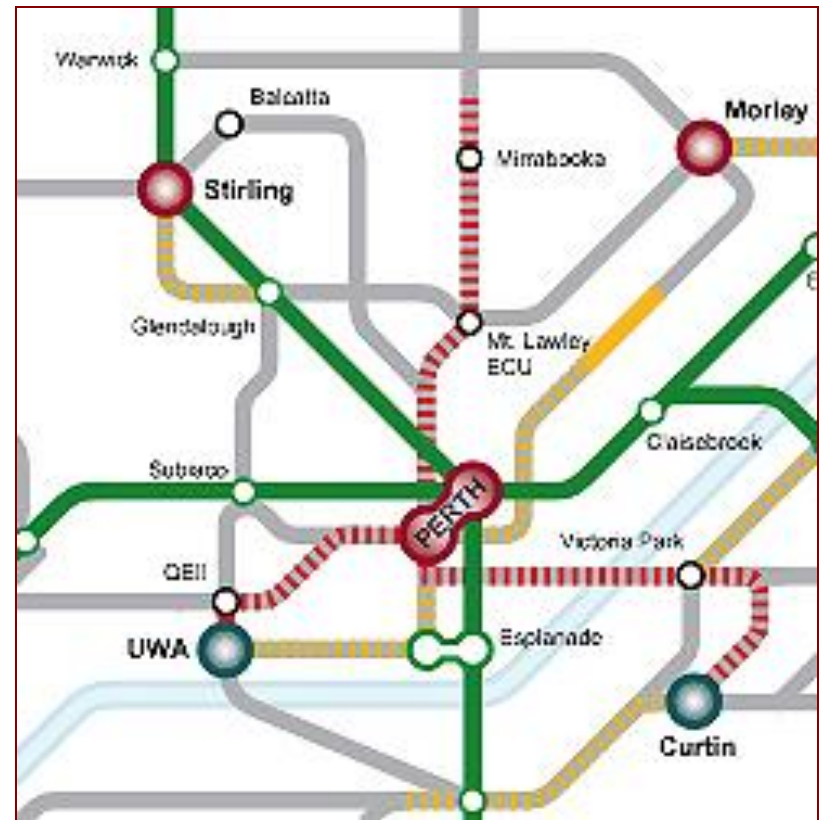 Warwick
Balcatta
Morley
Mirrabooka
Stirling
Glendalough
Mt. Lawley
ECU
Claisebrook
Subiaco
PERTH
Victoria Park
QEII
UWA
Esplanade
Curtin